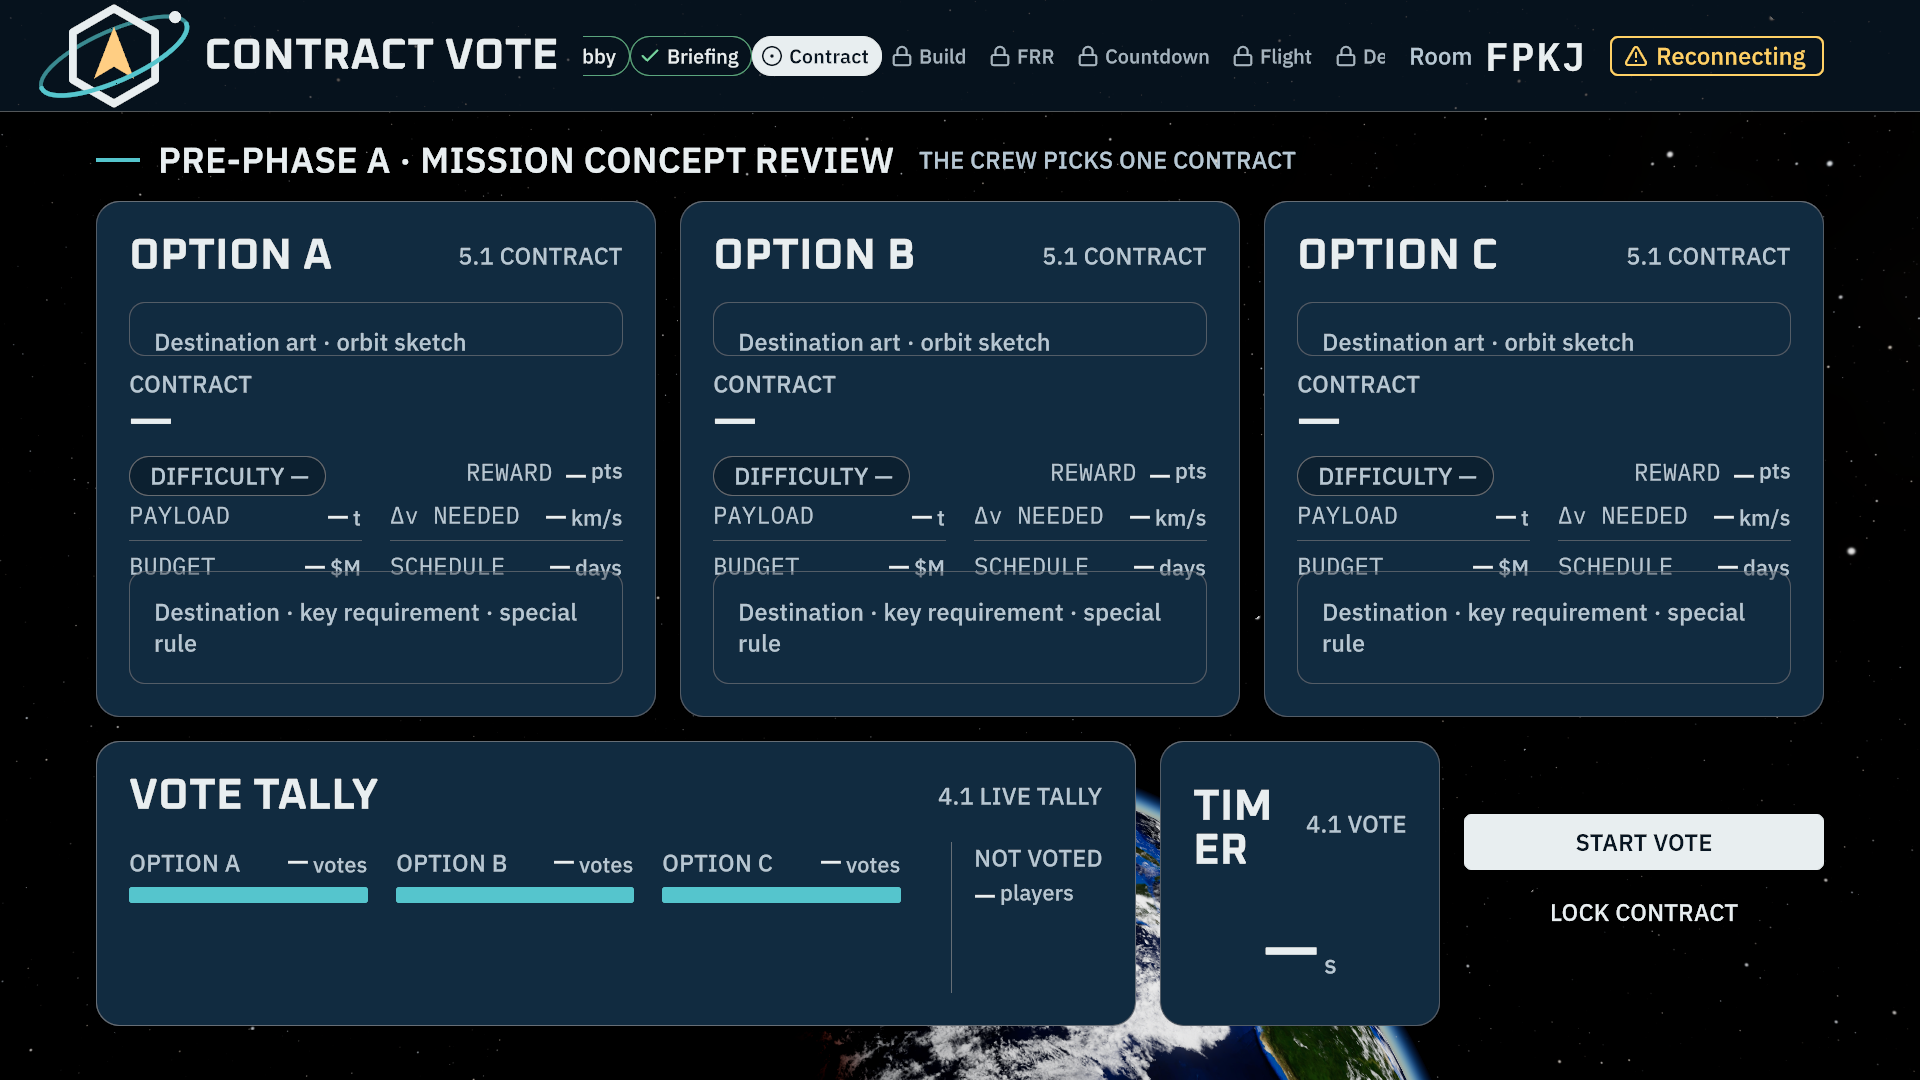 CONTRACT VOTE
bby
Briefing
Contract
Build
FRR
Countdown
Flight
De
Room FPKJ
Reconnecting
PRE-PHASE A · MISSION CONCEPT REVIEW THE CREW PICKS ONE CONTRACT
OPTION A 5.1 CONTRACT
Destination art · orbit sketch
CONTRACT
—
DIFFICULTY — REWARD — pts
PAYLOAD — t Δv NEEDED — km/s
BUDGET — $M SCHEDULE — days
Destination · key requirement · special
rule
OPTION B 5.1 CONTRACT
Destination art · orbit sketch
CONTRACT
—
DIFFICULTY — REWARD — pts
PAYLOAD — t Δv NEEDED — km/s
BUDGET — $M SCHEDULE — days
Destination · key requirement · special
rule
OPTION C 5.1 CONTRACT
Destination art · orbit sketch
CONTRACT
—
DIFFICULTY — REWARD — pts
PAYLOAD — t Δv NEEDED — km/s
BUDGET — $M SCHEDULE — days
Destination · key requirement · special
rule
VOTE TALLY 4.1 LIVE TALLY
OPTION A — votes
OPTION B — votes
OPTION C — votes
NOT VOTED
— players
TIM
ER
4.1 VOTE
— s
START VOTE
LOCK CONTRACT